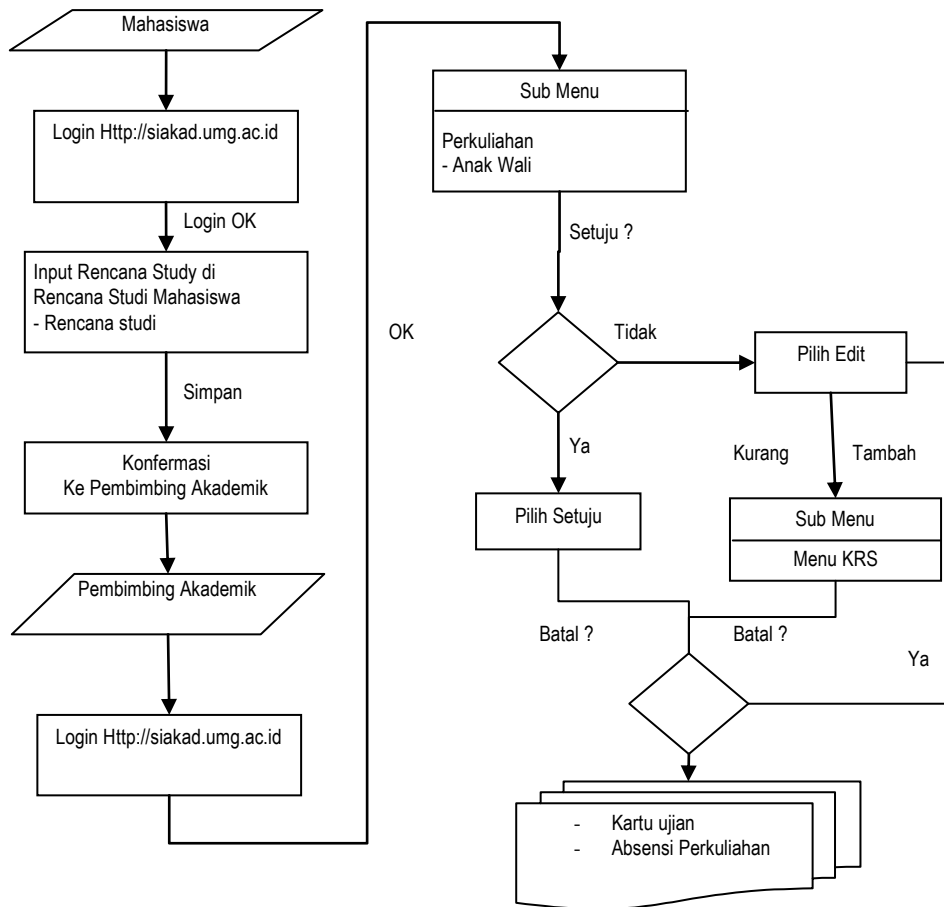 Mahasiswa
Login Http://siakad.umg.ac.id
Login OK
Input Rencana Study di
Rencana Studi Mahasiswa
- Rencana studi
Simpan
Konfermasi
Ke Pembimbing Akademik
Pembimbing Akademik
Login Http://siakad.umg.ac.id
OK
Sub Menu
Perkuliahan
- Anak Wali
Setuju ?
Tidak
Pilih Edit
Ya
Kurang
Tambah
Pilih Setuju
Sub Menu
Menu KRS
Batal ?
Batal ?
Ya
- Kartu ujian
- Absensi Perkuliahan